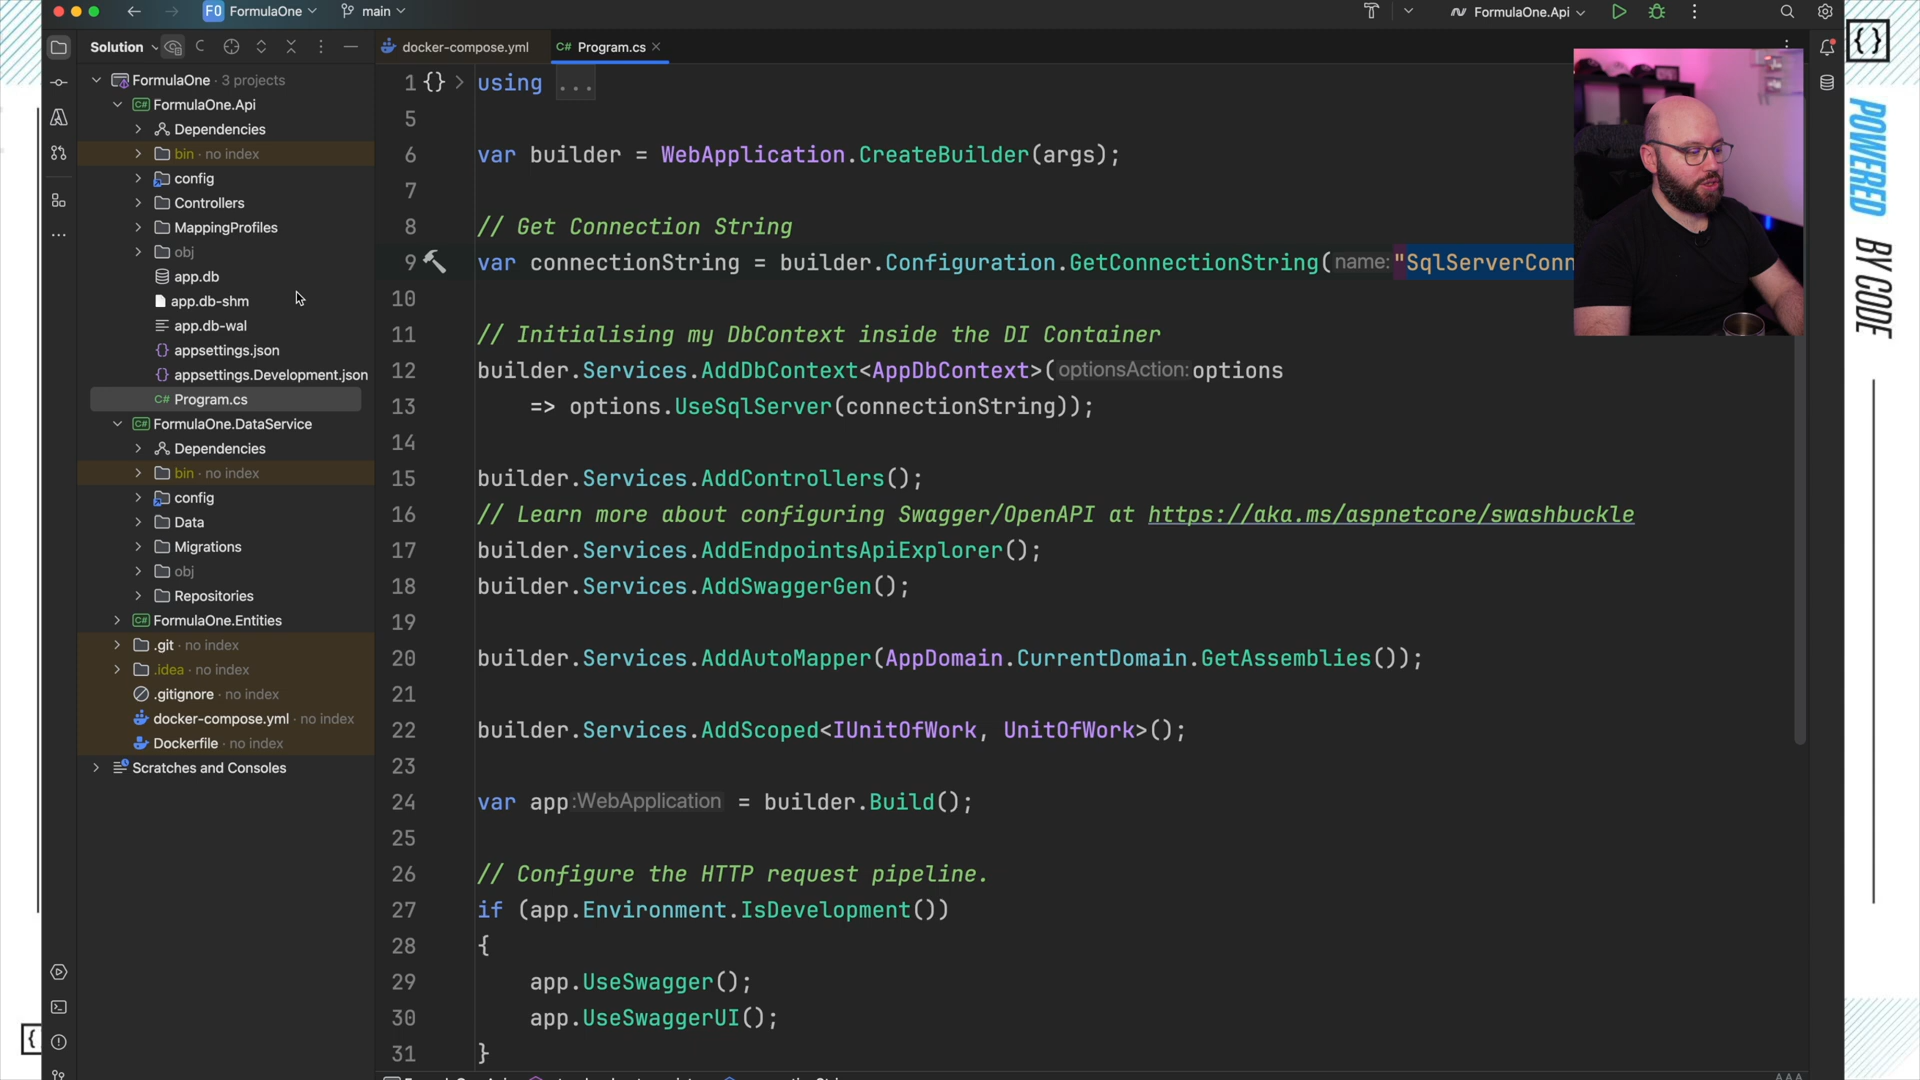 FO FormulaOne
main
FormulaOne.Api
Solution
docker-compose.yml
C# Program.cs
FormulaOne · 3 projects
C# FormulaOne.Api
Dependencies
bin · no index
config
Controllers
MappingProfiles
obj
app.db
app.db-shm
app.db-wal
{} appsettings.json
{} appsettings.Development.json
C# Program.cs
C# FormulaOne.DataService
Dependencies
bin · no index
config
Data
Migrations
obj
Repositories
C# FormulaOne.Entities
.git · no index
.idea · no index
.gitignore · no index
docker-compose.yml · no index
Dockerfile · no index
Scratches and Consoles
1 {} > using ...
5
6 var builder = WebApplication.CreateBuilder(args);
7
8 // Get Connection String
9 var connectionString = builder.Configuration.GetConnectionString( name: "SqlServerConn
10
11 // Initialising my DbContext inside the DI Container
12 builder.Services.AddDbContext<AppDbContext>( optionsAction: options
13 => options.UseSqlServer(connectionString));
14
15 builder.Services.AddControllers();
16 // Learn more about configuring Swagger/OpenAPI at https://aka.ms/aspnetcore/swashbuckle
17 builder.Services.AddEndpointsApiExplorer();
18 builder.Services.AddSwaggerGen();
19
20 builder.Services.AddAutoMapper(AppDomain.CurrentDomain.GetAssemblies());
21
22 builder.Services.AddScoped<IUnitOfWork, UnitOfWork>();
23
24 var app :WebApplication = builder.Build();
25
26 // Configure the HTTP request pipeline.
27 if (app.Environment.IsDevelopment())
28 {
29 app.UseSwagger();
30 app.UseSwaggerUI();
31 }
{}
POWERED BY CODE